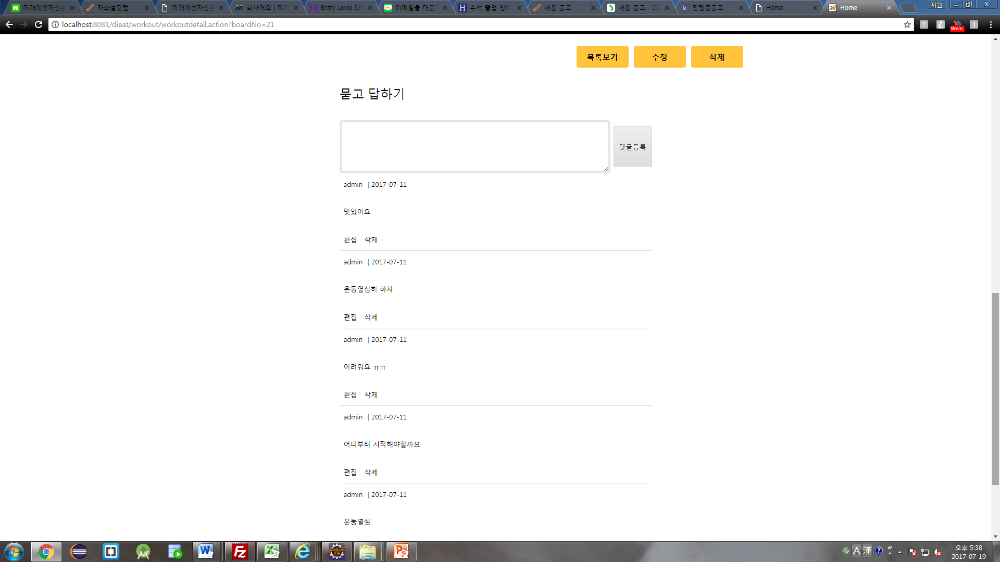 미래에셋자산운
자소설닷컴
미래에셋자산운
회사개요 | 미래
Entry-Level Sof
이메일을 대문
수석 졸업 영어
채용 공고
채용 공고 - 21
진행중공고
Home
Home
지원
localhost:8081/dieat/workout/workoutdetail.action?boardNo=21
9min
목록보기 수정 삭제
묻고 답하기
댓글등록
admin | 2017-07-11
멋있어요
편집 삭제
admin | 2017-07-11
운동열심히 하자
편집 삭제
admin | 2017-07-11
어려워요 ㅠㅠ
편집 삭제
admin | 2017-07-11
어디부터 시작해야할까요
편집 삭제
admin | 2017-07-11
운동열심
Java EE
IDE
A 漢
오후 5:38
2017-07-19